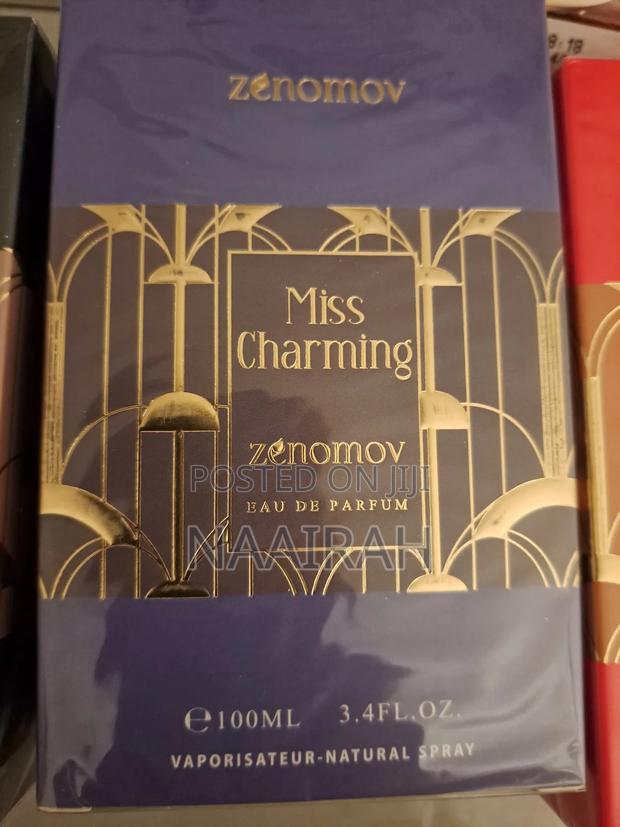 zenomov
Miss
Charming
zenomov
POSTED ON JIJI
EAU DE PARFUM
NAAIRAH
℮100ML 3.4FL.OZ.
VAPORISATEUR-NATURAL SPRAY